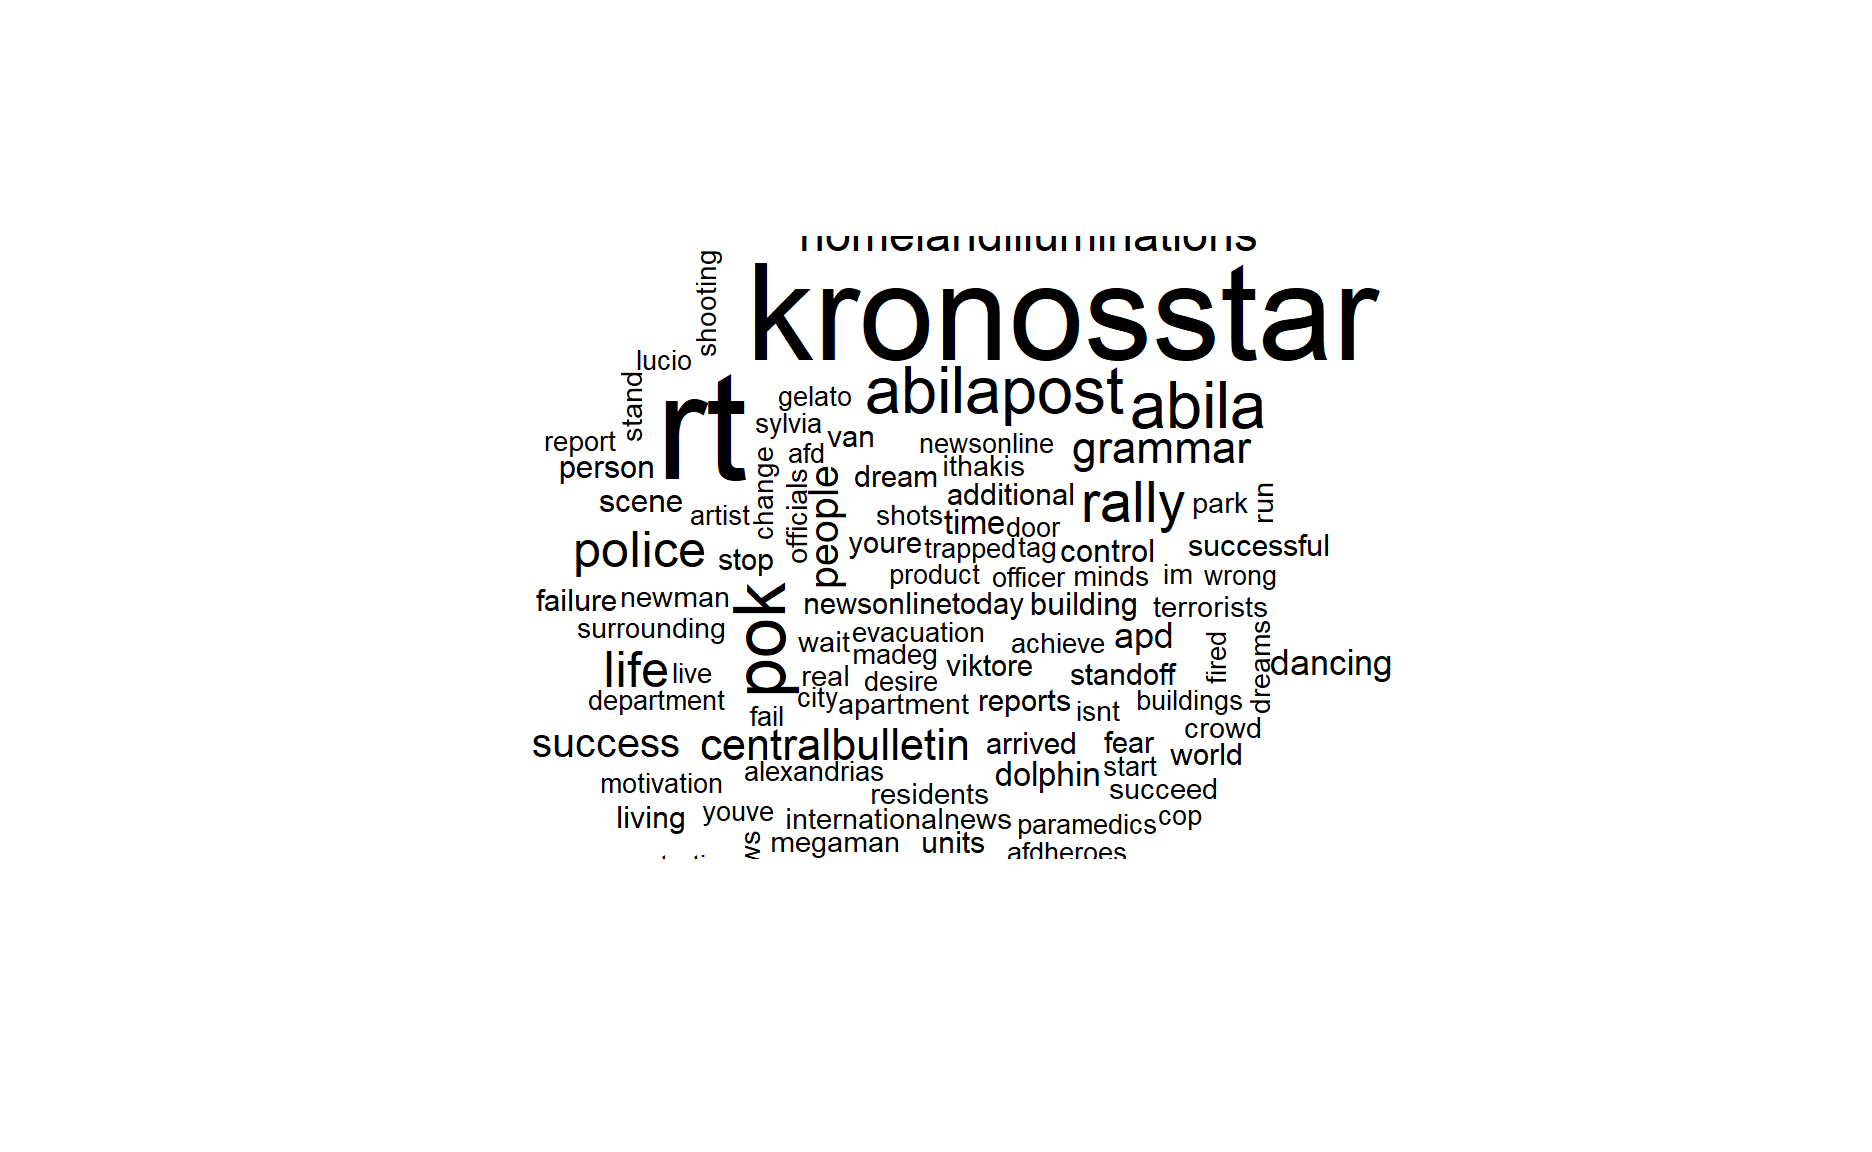 homelandilluminations
shooting
kronosstar
lucio
stand
rt
gelato
abilapost
abila
sylvia
van
report
newsonline
grammar
person
change
afd
officials
people
dream
ithakis
scene
additional
rally
park
run
artist
shots
time
door
police
stop
youre
trapped
tag
control
successful
product
officer
minds
im
wrong
failure
newman
pok
newsonlinetoday
building
terrorists
surrounding
wait
evacuation
achieve
apd
fired
dreams
life
live
madeg
viktore
standoff
dancing
real
desire
department
city
apartment
reports
isnt
buildings
fail
crowd
success
centralbulletin
arrived
fear
world
motivation
alexandrias
dolphin
start
residents
succeed
living
youve
internationalnews
paramedics
cop
ws
megaman
units
afdheroes